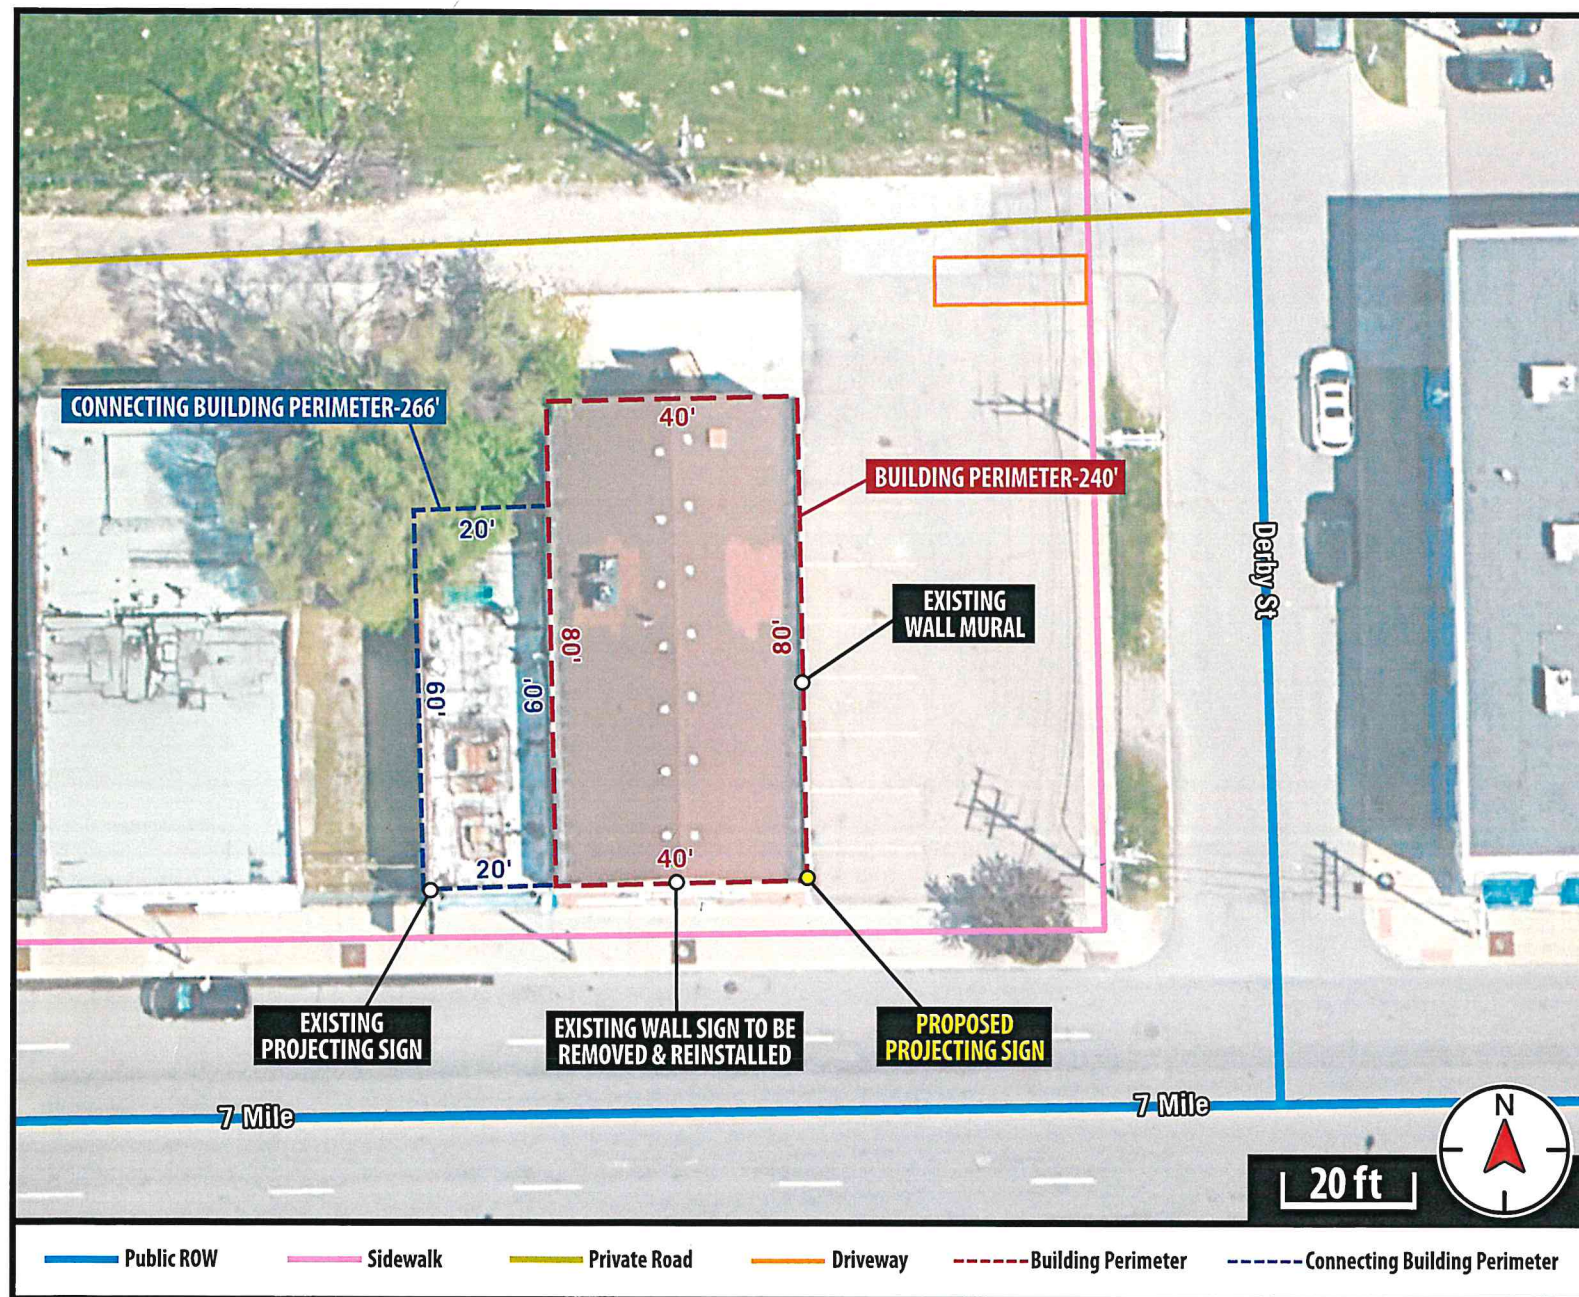 CONNECTING BUILDING PERIMETER-266'
40'
BUILDING PERIMETER-240'
20'
Derby St
EXISTING
WALL MURAL
80'
80'
60'
60'
20'
40'
EXISTING
PROJECTING SIGN
EXISTING WALL SIGN TO BE
REMOVED & REINSTALLED
PROPOSED
PROJECTING SIGN
7 Mile
7 Mile
N
20 ft
Public ROW
Sidewalk
Private Road
Driveway
Building Perimeter
Connecting Building Perimeter